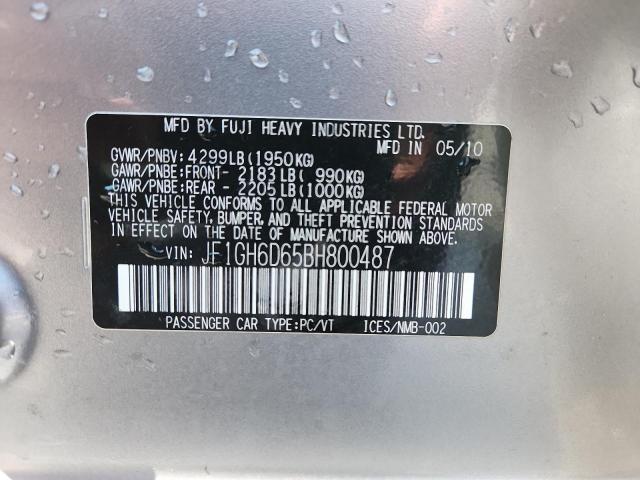 MFD BY FUJI HEAVY INDUSTRIES LTD.
MFD IN 05/10
GVWR/PNBV: 4299LB(1950KG)
GAWR/PNBE:FRONT- 2183LB( 990KG)
GAWR/PNBE:REAR - 2205LB(1000KG)
THIS VEHICLE CONFORMS TO ALL APPLICABLE FEDERAL MOTOR
VEHICLE SAFETY, BUMPER, AND THEFT PREVENTION STANDARDS
IN EFFECT ON THE DATE OF MANUFACTURE SHOWN ABOVE.
VIN: JF1GH6D65BH800487
PASSENGER CAR TYPE:PC/VT ICES/NMB-002